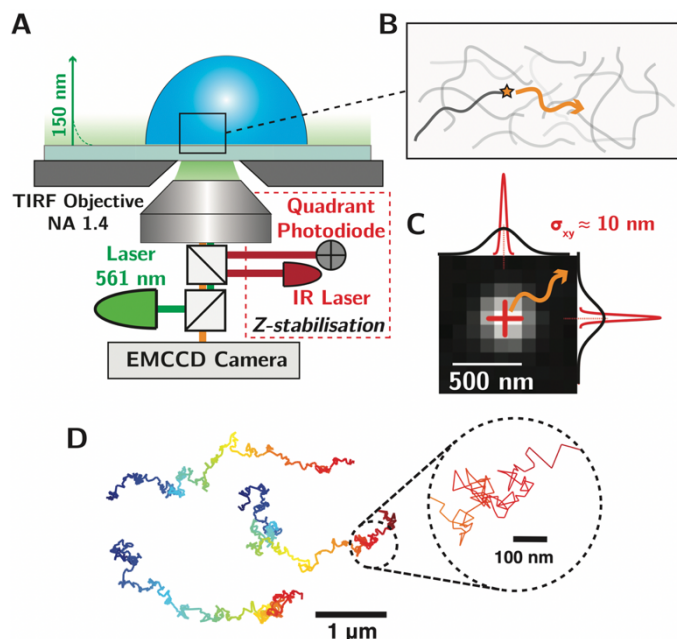 A
150 nm
TIRF Objective
NA 1.4
Laser
561 nm
Quadrant
Photodiode
IR Laser
Z-stabilisation
EMCCD Camera
B
C
σxy ≈ 10 nm
500 nm
D
100 nm
1 μm